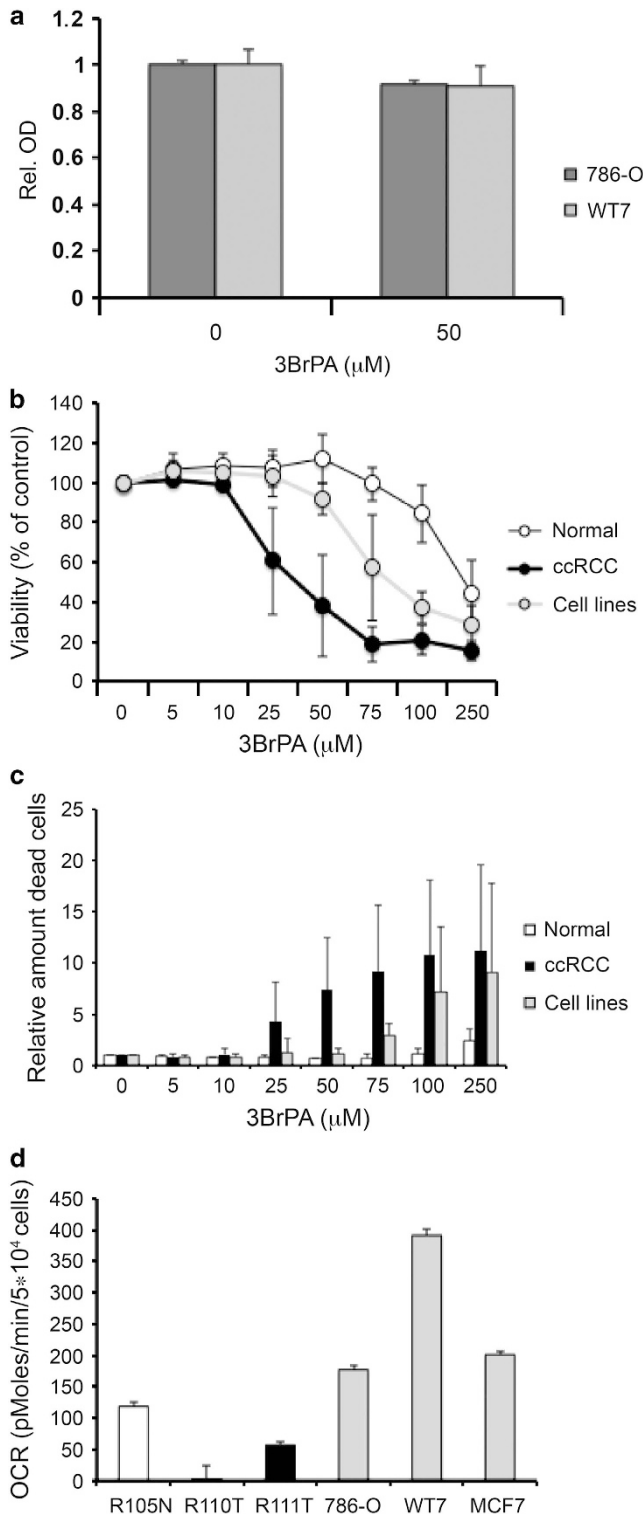 a
1.2
1
0.8
0.6
0.4
0.2
0
Rel. OD
786-O
WT7
0 50
3BrPA (μM)
b
140
120
100
80
60
40
20
0
Viability (% of control)
Normal
ccRCC
Cell lines
0 5 10 25 50 75 100 250
3BrPA (μM)
c
25
20
15
10
5
0
Relative amount dead cells
Normal
ccRCC
Cell lines
0 5 10 25 50 75 100 250
3BrPA (μM)
d
450
400
350
300
250
200
150
100
50
0
OCR (pMoles/min/5*10⁴ cells)
R105N R110T R111T 786-O WT7 MCF7